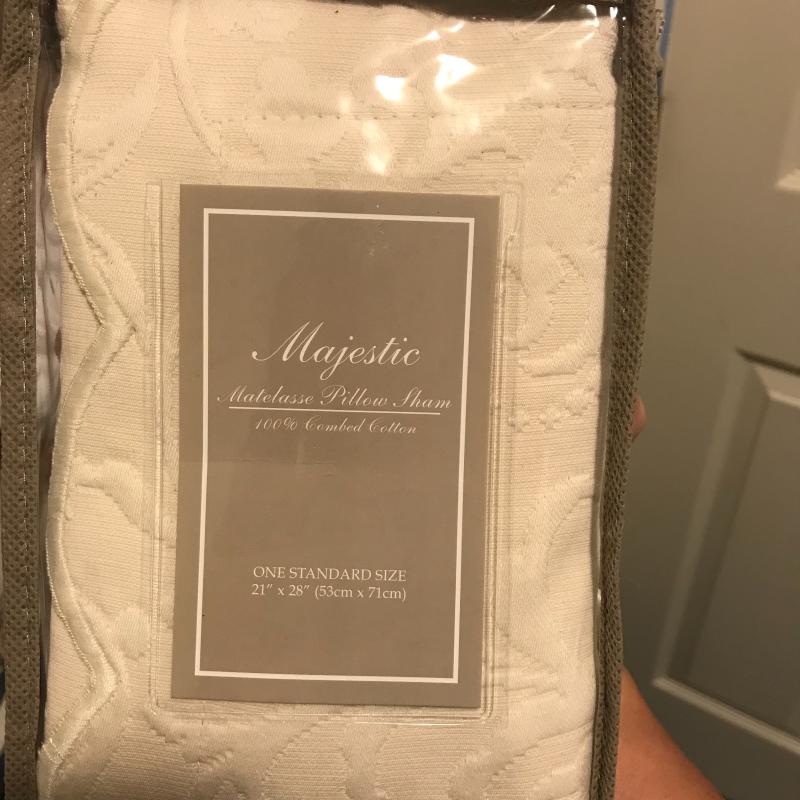 Majestic
Matelasse Pillow Sham
100% Combed Cotton
ONE STANDARD SIZE
21" x 28" (53cm x 71cm)